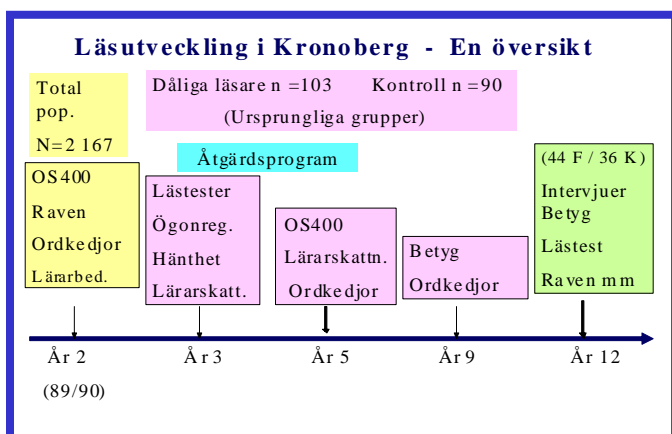 Läsutveckling i Kronoberg - En översikt
Total
pop.
N=2 167
Dåliga läsare n =103 Kontroll n =90
(Ursprungliga grupper)
Åtgärdsprogram
OS400
Raven
Ordkedjor
Lärarbed.
Lästester
Ögonreg.
Hänthet
Lärarskatt.
OS400
Lärarskattn.
Ordkedjor
Betyg
Ordkedjor
(44 F / 36 K)
Intervjuer
Betyg
Lästest
Raven mm
År 2
(89/90)
År 3
År 5
År 9
År 12